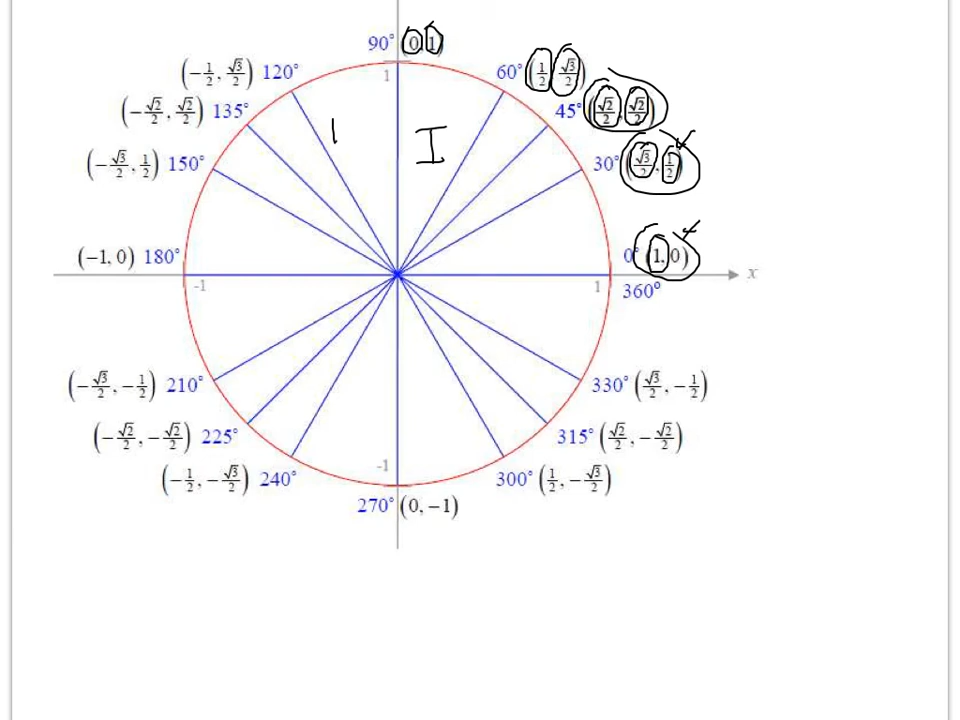 90° (0, 1)
(-1/2, √3/2) 120° 1 60° (1/2, √3/2)
(-√2/2, √2/2) 135° 45° (√2/2, √2/2)
I I
(-√3/2, 1/2) 150° 30° (√3/2, 1/2)
(-1, 0) 180° 0° (1, 0)
-1 1 360° x
(-√3/2, -1/2) 210° 330° (√3/2, -1/2)
(-√2/2, -√2/2) 225° 315° (√2/2, -√2/2)
-1
(-1/2, -√3/2) 240° 300° (1/2, -√3/2)
270° (0, -1)